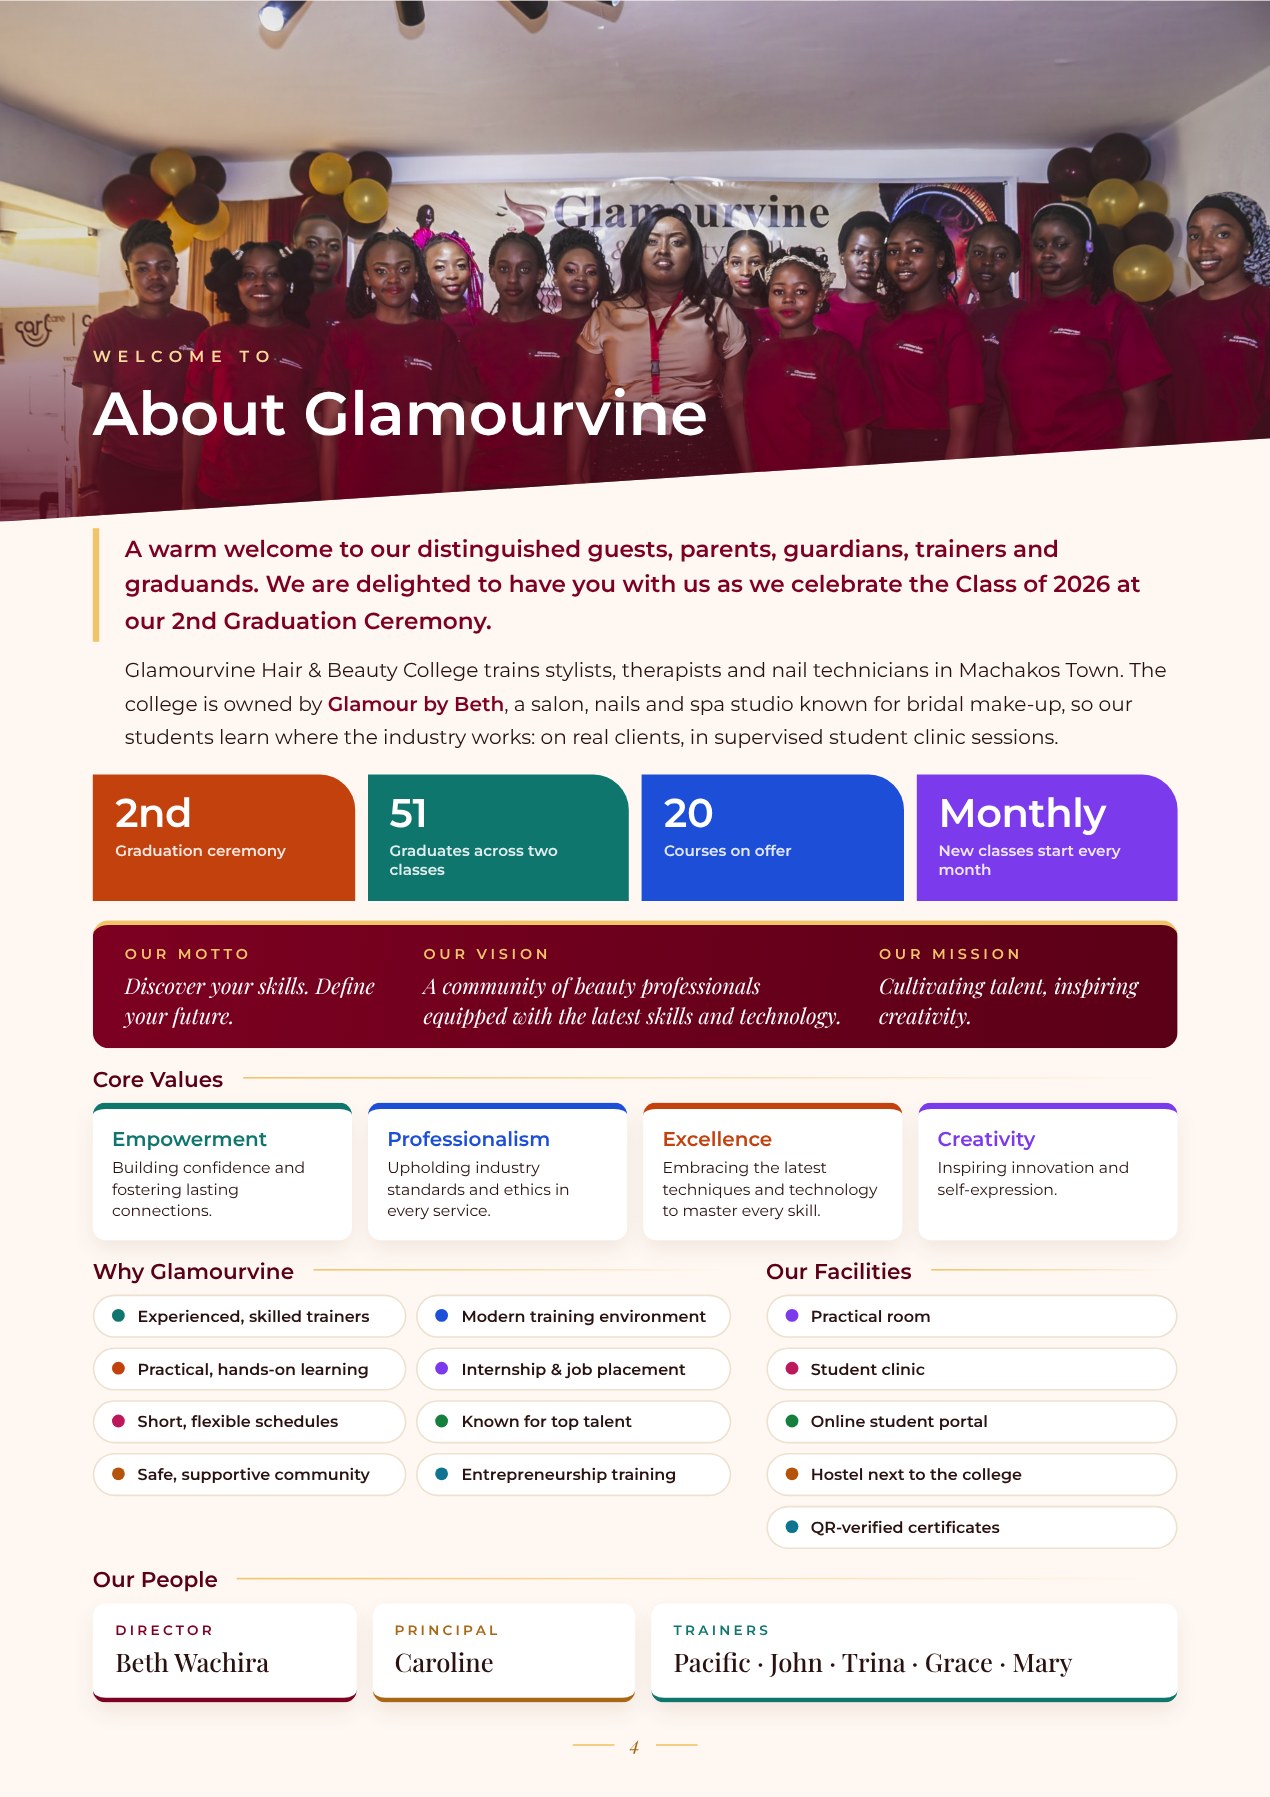 Glamourvine
WELCOME TO
About Glamourvine
A warm welcome to our distinguished guests, parents, guardians, trainers and
graduands. We are delighted to have you with us as we celebrate the Class of 2026 at
our 2nd Graduation Ceremony.
Glamourvine Hair & Beauty College trains stylists, therapists and nail technicians in Machakos Town. The
college is owned by Glamour by Beth, a salon, nails and spa studio known for bridal make-up, so our
students learn where the industry works: on real clients, in supervised student clinic sessions.
2nd
Graduation ceremony
51
Graduates across two
classes
20
Courses on offer
Monthly
New classes start every
month
OUR MOTTO
Discover your skills. Define
your future.
OUR VISION
A community of beauty professionals
equipped with the latest skills and technology.
OUR MISSION
Cultivating talent, inspiring
creativity.
Core Values
Empowerment
Building confidence and
fostering lasting
connections.
Professionalism
Upholding industry
standards and ethics in
every service.
Excellence
Embracing the latest
techniques and technology
to master every skill.
Creativity
Inspiring innovation and
self-expression.
Why Glamourvine
Experienced, skilled trainers
Modern training environment
Practical, hands-on learning
Internship & job placement
Short, flexible schedules
Known for top talent
Safe, supportive community
Entrepreneurship training
Our Facilities
Practical room
Student clinic
Online student portal
Hostel next to the college
QR-verified certificates
Our People
DIRECTOR
Beth Wachira
PRINCIPAL
Caroline
TRAINERS
Pacific · John · Trina · Grace · Mary
4